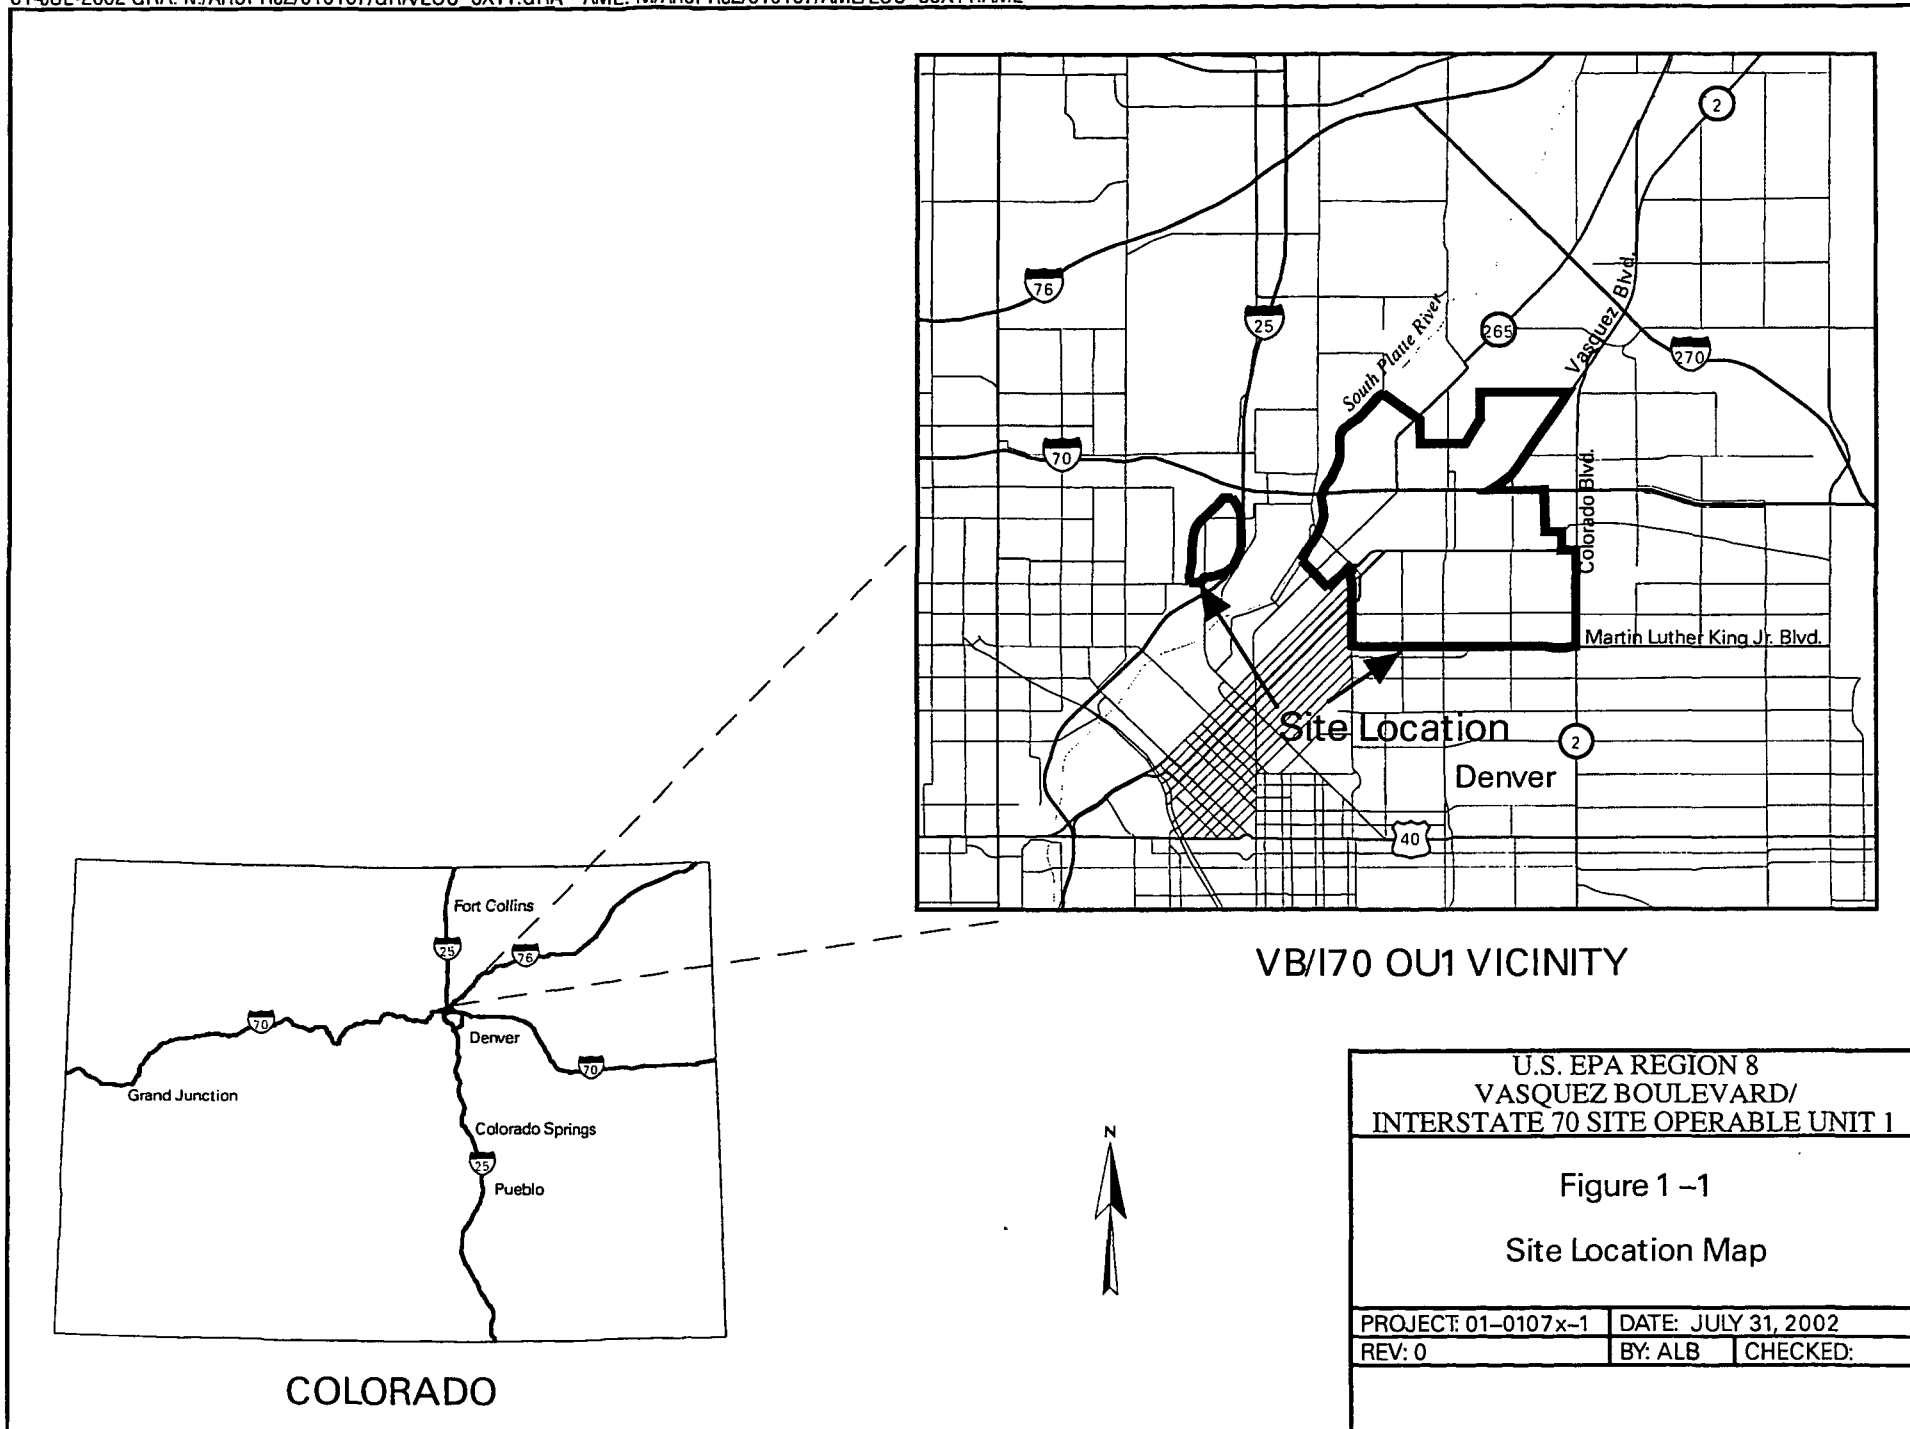 2
76
25
South Platte River
265
Vasquez Blvd.
270
70
Colorado Blvd.
Martin Luther King Jr. Blvd.
Site Location
2
Denver
40
VB/I70 OU1 VICINITY
Fort Collins
25
76
70
Denver
70
Grand Junction
Colorado Springs
25
Pueblo
COLORADO
N
U.S. EPA REGION 8
VASQUEZ BOULEVARD/
INTERSTATE 70 SITE OPERABLE UNIT 1
Figure 1 –1
Site Location Map
PROJECT: 01–0107x–1 DATE: JULY 31, 2002
REV: 0 BY: ALB CHECKED: